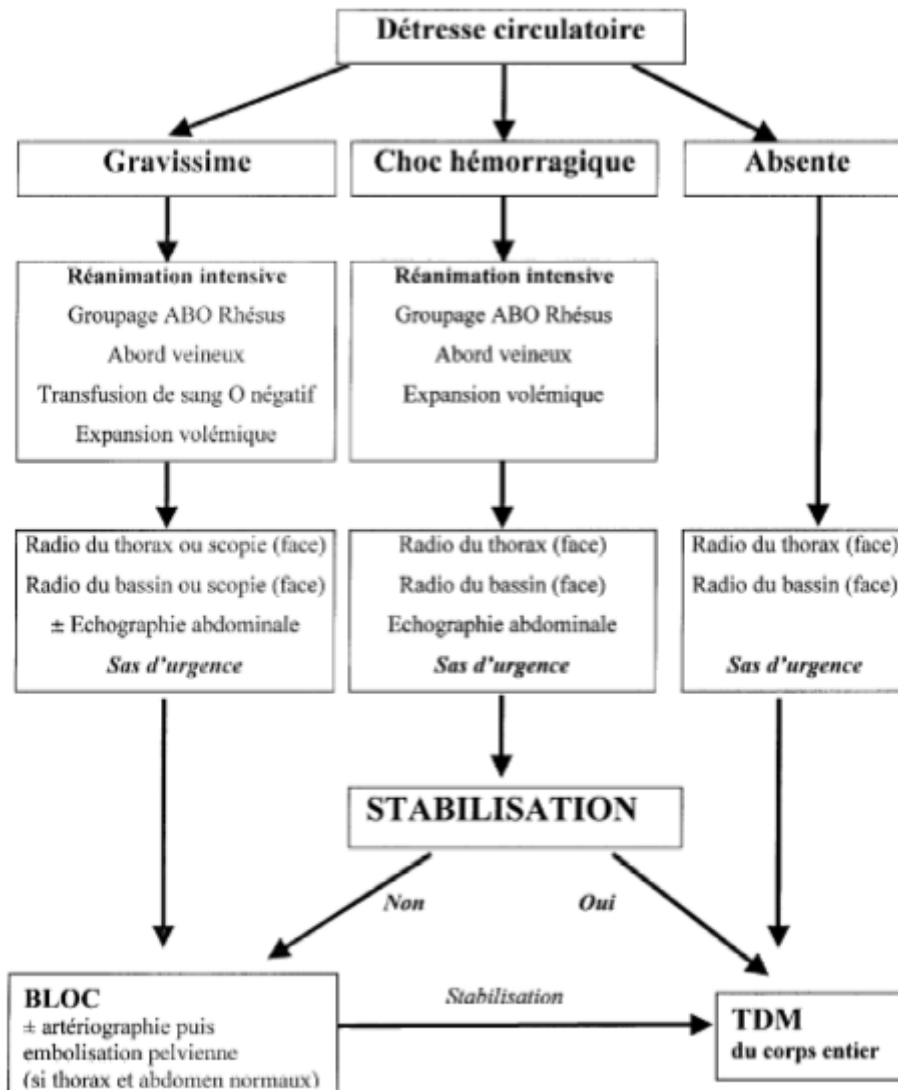 Détresse circulatoire
Gravissime
Choc hémorragique
Absente
Réanimation intensive
Groupage ABO Rhésus
Abord veineux
Transfusion de sang O négatif
Expansion volémique
Réanimation intensive
Groupage ABO Rhésus
Abord veineux
Expansion volémique
Radio du thorax ou scopie (face)
Radio du bassin ou scopie (face)
± Echographie abdominale
Sas d'urgence
Radio du thorax (face)
Radio du bassin (face)
Echographie abdominale
Sas d'urgence
Radio du thorax (face)
Radio du bassin (face)
Sas d'urgence
STABILISATION
Non
Oui
BLOC
± artériographie puis
embolisation pelvienne
(si thorax et abdomen normaux)
Stabilisation
TDM
du corps entier